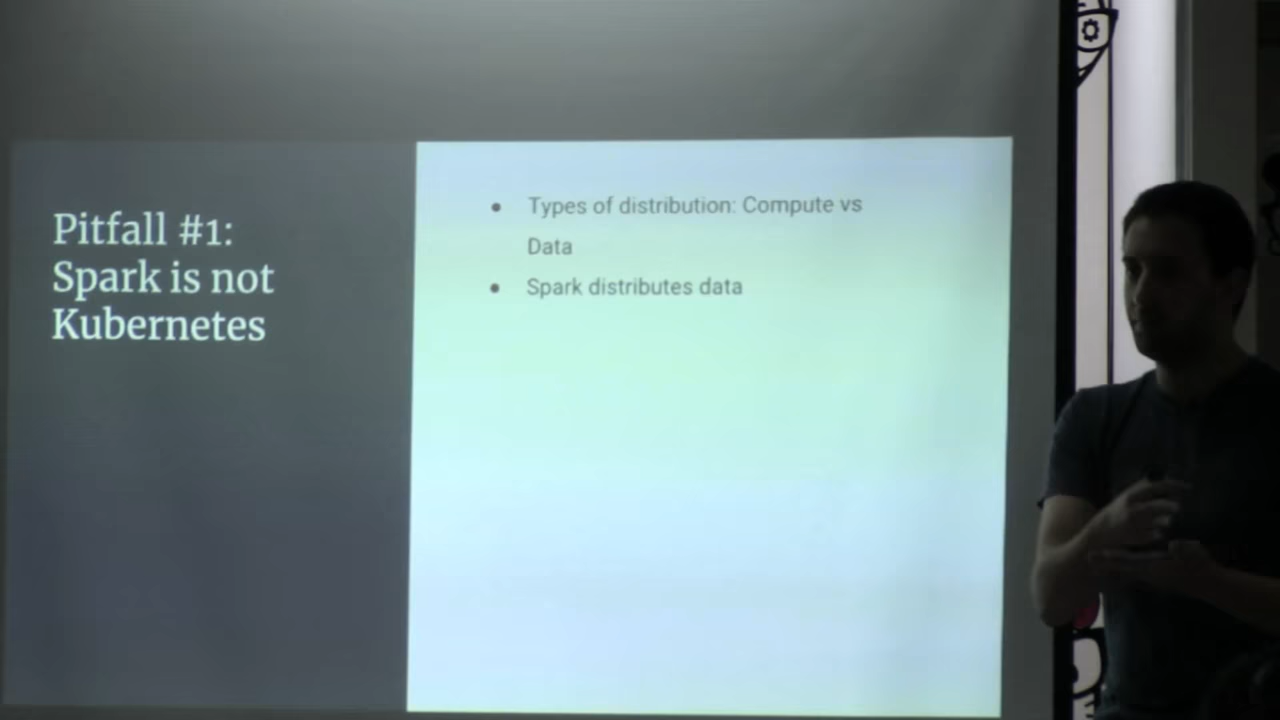 Pitfall #1:
Spark is not
Kubernetes
● Types of distribution: Compute vs
Data
● Spark distributes data